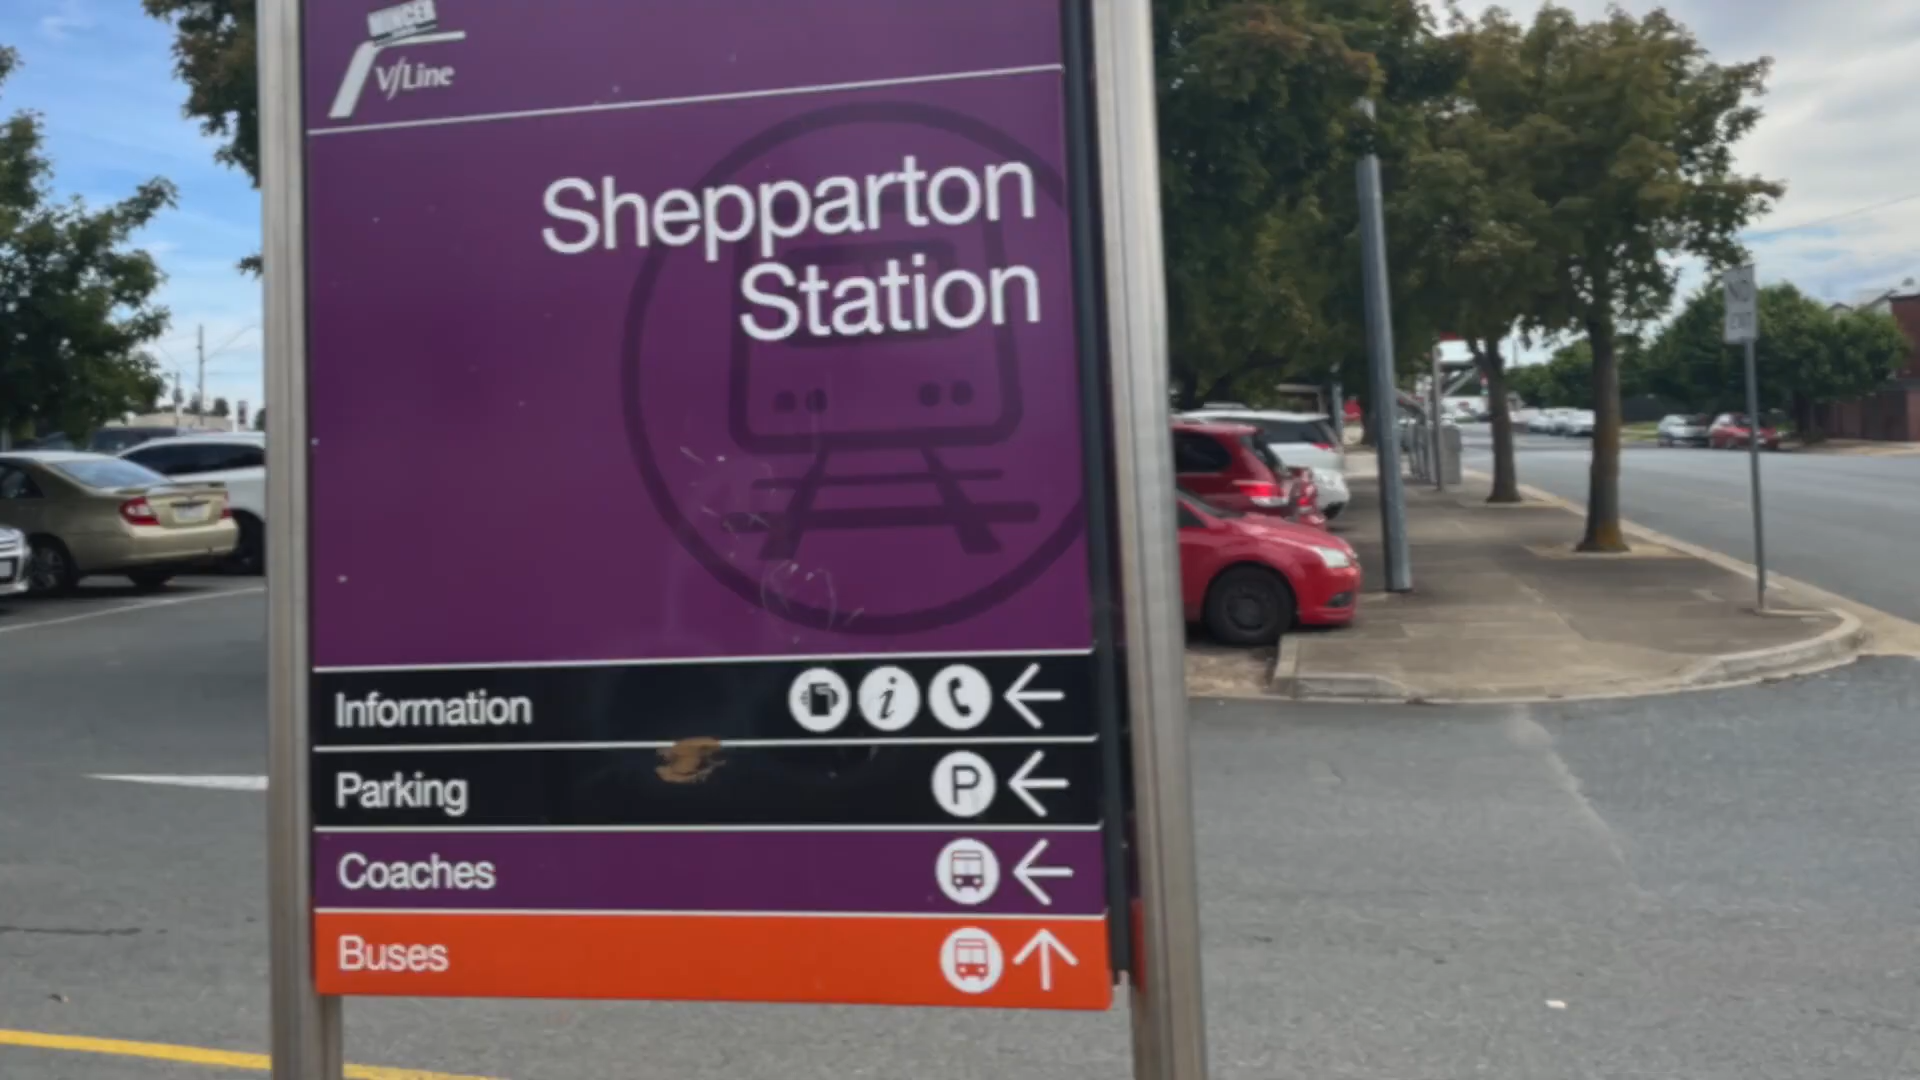 V/Line
Shepparton
Station
Information
Parking
P
Coaches
Buses